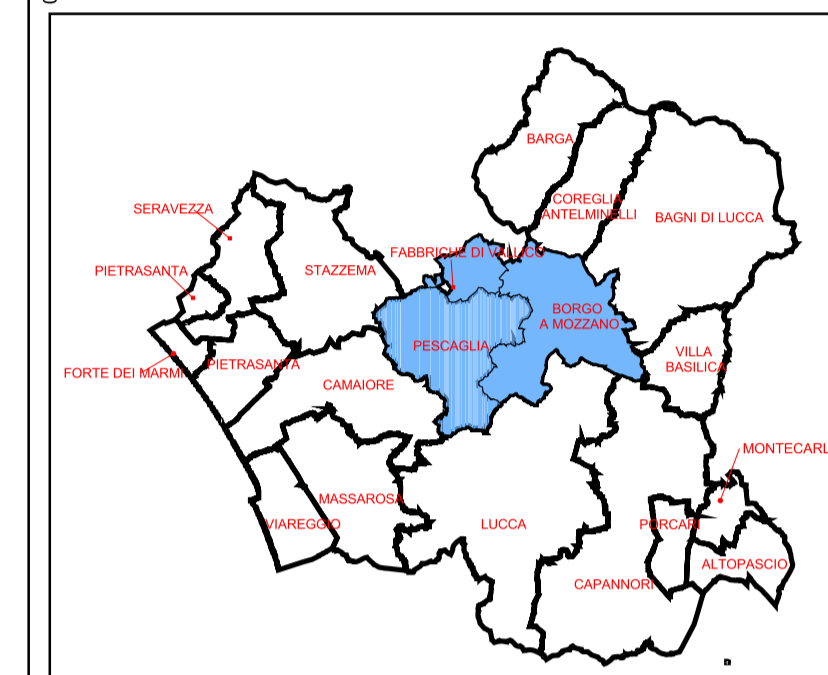 BARGA
COREGLIA
ANTELMINELLI
BAGNI DI LUCCA
SERAVEZZA
FABBRICHE DI VALLICO
PIETRASANTA
STAZZEMA
BORGO
A MOZZANO
PESCAGLIA
VILLA
BASILICA
FORTE DEI MARMI
PIETRASANTA
CAMAIORE
MONTECARL
MASSAROSA
VIAREGGIO
LUCCA
PORCARI
ALTOPASCIO
CAPANNORI